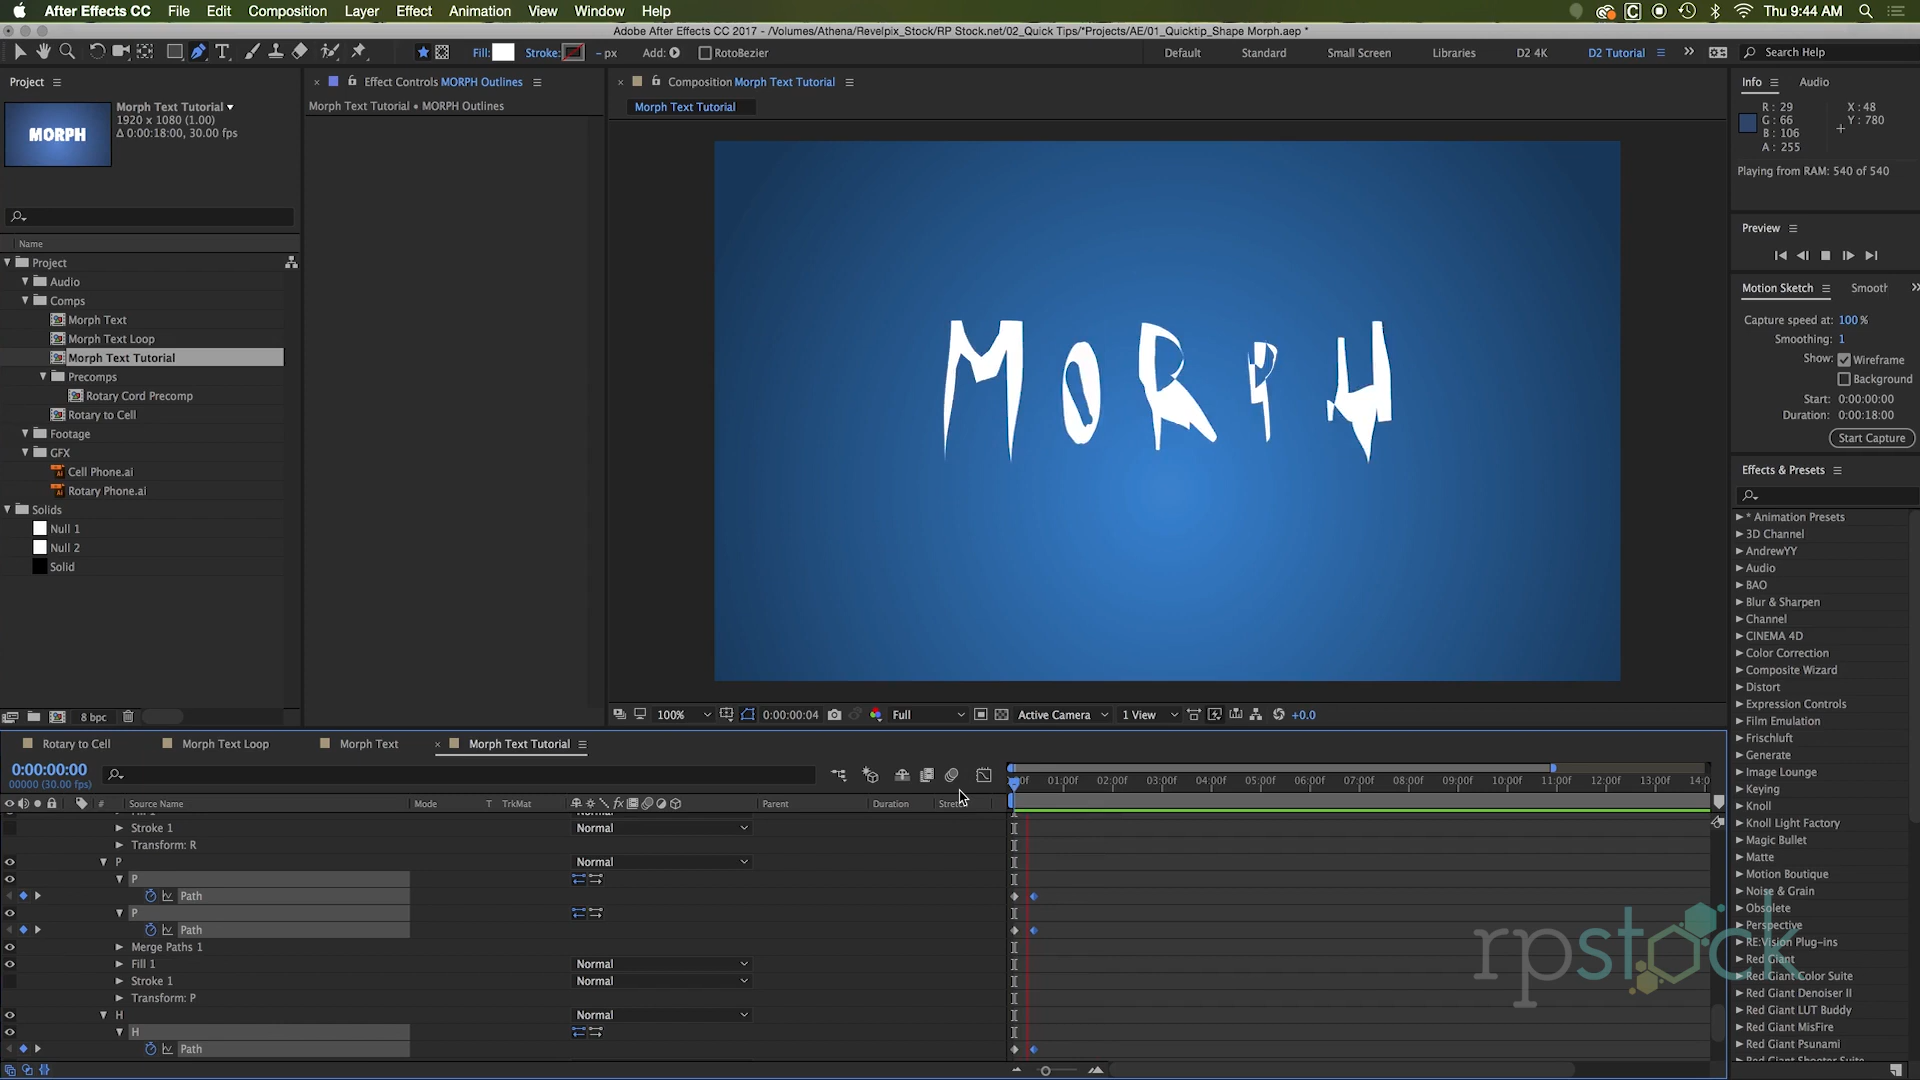 After Effects CC File Edit Composition Layer Effect Animation View Window Help Thu 9:44 AM
Adobe After Effects CC 2017 - /Volumes/Athena/Revelpix_Stock/RP Stock.net/02_Quick Tips/*Projects/AE/01_Quicktip_Shape Morph.aep *
Fill: Stroke: - px Add: RotoBezier Default Standard Small Screen Libraries D2 4K D2 Tutorial Search Help
Project
Morph Text Tutorial
1920 x 1080 (1.00)
Δ 0:00:18:00, 30.00 fps
MORPH
Name
Project
Audio
Comps
Morph Text
Morph Text Loop
Morph Text Tutorial
Precomps
Rotary Cord Precomp
Rotary to Cell
Footage
GFX
Cell Phone.ai
Rotary Phone.ai
Solids
Null 1
Null 2
Solid
8 bpc
Effect Controls MORPH Outlines
Morph Text Tutorial • MORPH Outlines
Composition Morph Text Tutorial
Morph Text Tutorial
MORPH
100% 0:00:00:04 Full Active Camera 1 View +0.0
Info Audio
R: 29 X: 48
G: 66 Y: 780
B: 106
A: 255
Playing from RAM: 540 of 540
Preview
Motion Sketch Smooth
Capture speed at: 100 %
Smoothing: 1
Show: Wireframe
Background
Start: 0:00:00:00
Duration: 0:00:18:00
Start Capture
Effects & Presets
* Animation Presets
3D Channel
AndrewYY
Audio
BAO
Blur & Sharpen
Channel
CINEMA 4D
Color Correction
Composite Wizard
Distort
Expression Controls
Film Emulation
Frischluft
Generate
Image Lounge
Keying
Knoll
Knoll Light Factory
Magic Bullet
Matte
Motion Boutique
Noise & Grain
Obsolete
Perspective
RE:Vision Plug-ins
Red Giant
Red Giant Color Suite
Red Giant Denoiser II
Red Giant LUT Buddy
Red Giant MisFire
Red Giant Psunami
Red Giant Shooter Suite
rpstock
Rotary to Cell Morph Text Loop Morph Text Morph Text Tutorial
0:00:00:00
00000 (30.00 fps)
01:00f 02:00f 03:00f 04:00f 05:00f 06:00f 07:00f 08:00f 09:00f 10:00f 11:00f 12:00f 13:00f
# Source Name Mode T TrkMat Parent Duration
Fill 1
Stroke 1 Normal
Transform: R
P Normal
P
Path
P
Path
Merge Paths 1
Fill 1 Normal
Stroke 1 Normal
Transform: P
H Normal
H
Path